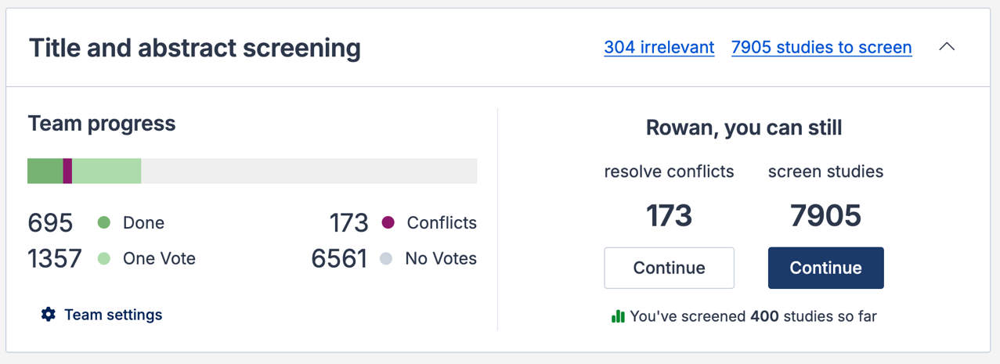 Title and abstract screening
304 irrelevant 7905 studies to screen
Team progress
695 Done 173 Conflicts
1357 One Vote 6561 No Votes
Team settings
Rowan, you can still
resolve conflicts screen studies
173 7905
Continue Continue
You've screened 400 studies so far